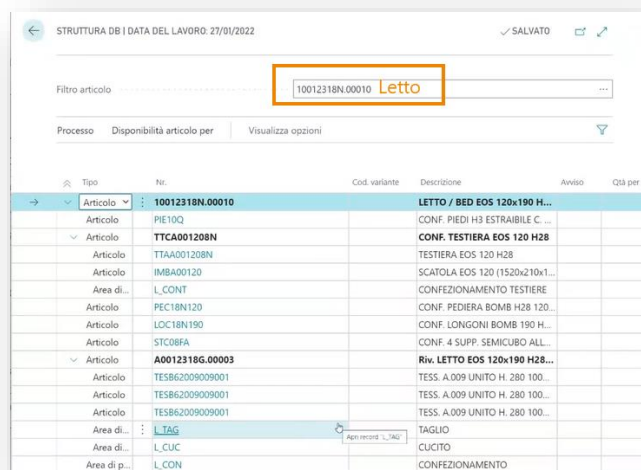 STRUTTURA DB | DATA DEL LAVORO: 27/01/2022 SALVATO
Filtro articolo 10012318N.00010 Letto ...
Processo Disponibilità articolo per Visualizza opzioni
Tipo Nr. Cod. variante Descrizione Avviso Qtà per
Articolo 10012318N.00010 LETTO / BED EOS 120x190 H...
Articolo PIE10Q CONF. PIEDI H3 ESTRAIBILE C. ...
Articolo TTCA001208N CONF. TESTIERA EOS 120 H28
Articolo TTAA001208N TESTIERA EOS 120 H28
Articolo IMBA00120 SCATOLA EOS 120 (1520x210x1...
Area di... L_CONT CONFEZIONAMENTO TESTIERE
Articolo PEC18N120 CONF. PEDIERA BOMB H28 120...
Articolo LOC18N190 CONF. LONGONI BOMB 190 H...
Articolo STC08FA CONF. 4 SUPP. SEMICUBO ALL...
Articolo A0012318G.00003 Riv. LETTO EOS 120x190 H28...
Articolo TESB62009009001 TESS. A.009 UNITO H. 280 100...
Articolo TESB62009009001 TESS. A.009 UNITO H. 280 100...
Articolo TESB62009009001 TESS. A.009 UNITO H. 280 100...
Area di... L_TAG TAGLIO
Apri record "L_TAG"
Area di... L_CUC CUCITO
Area di p... L_CON CONFEZIONAMENTO